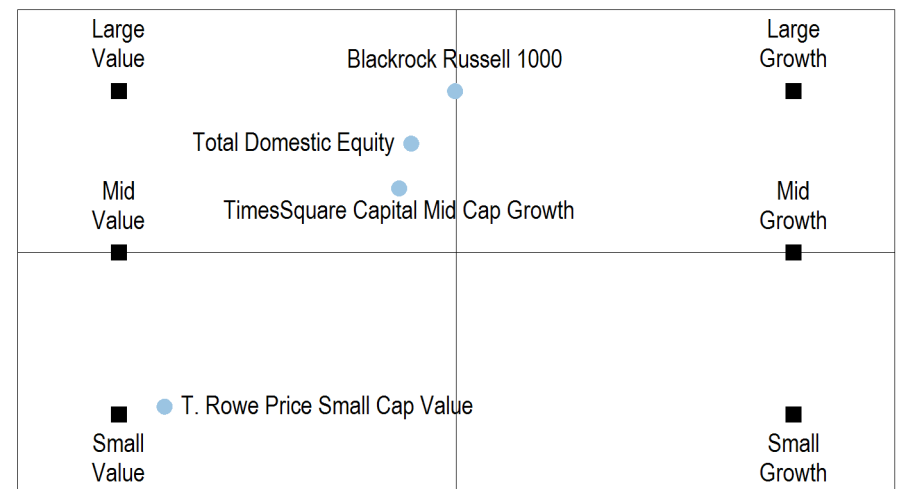 Large
Value
Large
Growth
Blackrock Russell 1000
Total Domestic Equity
Mid
Value
Mid
Growth
TimesSquare Capital Mid Cap Growth
T. Rowe Price Small Cap Value
Small
Value
Small
Growth